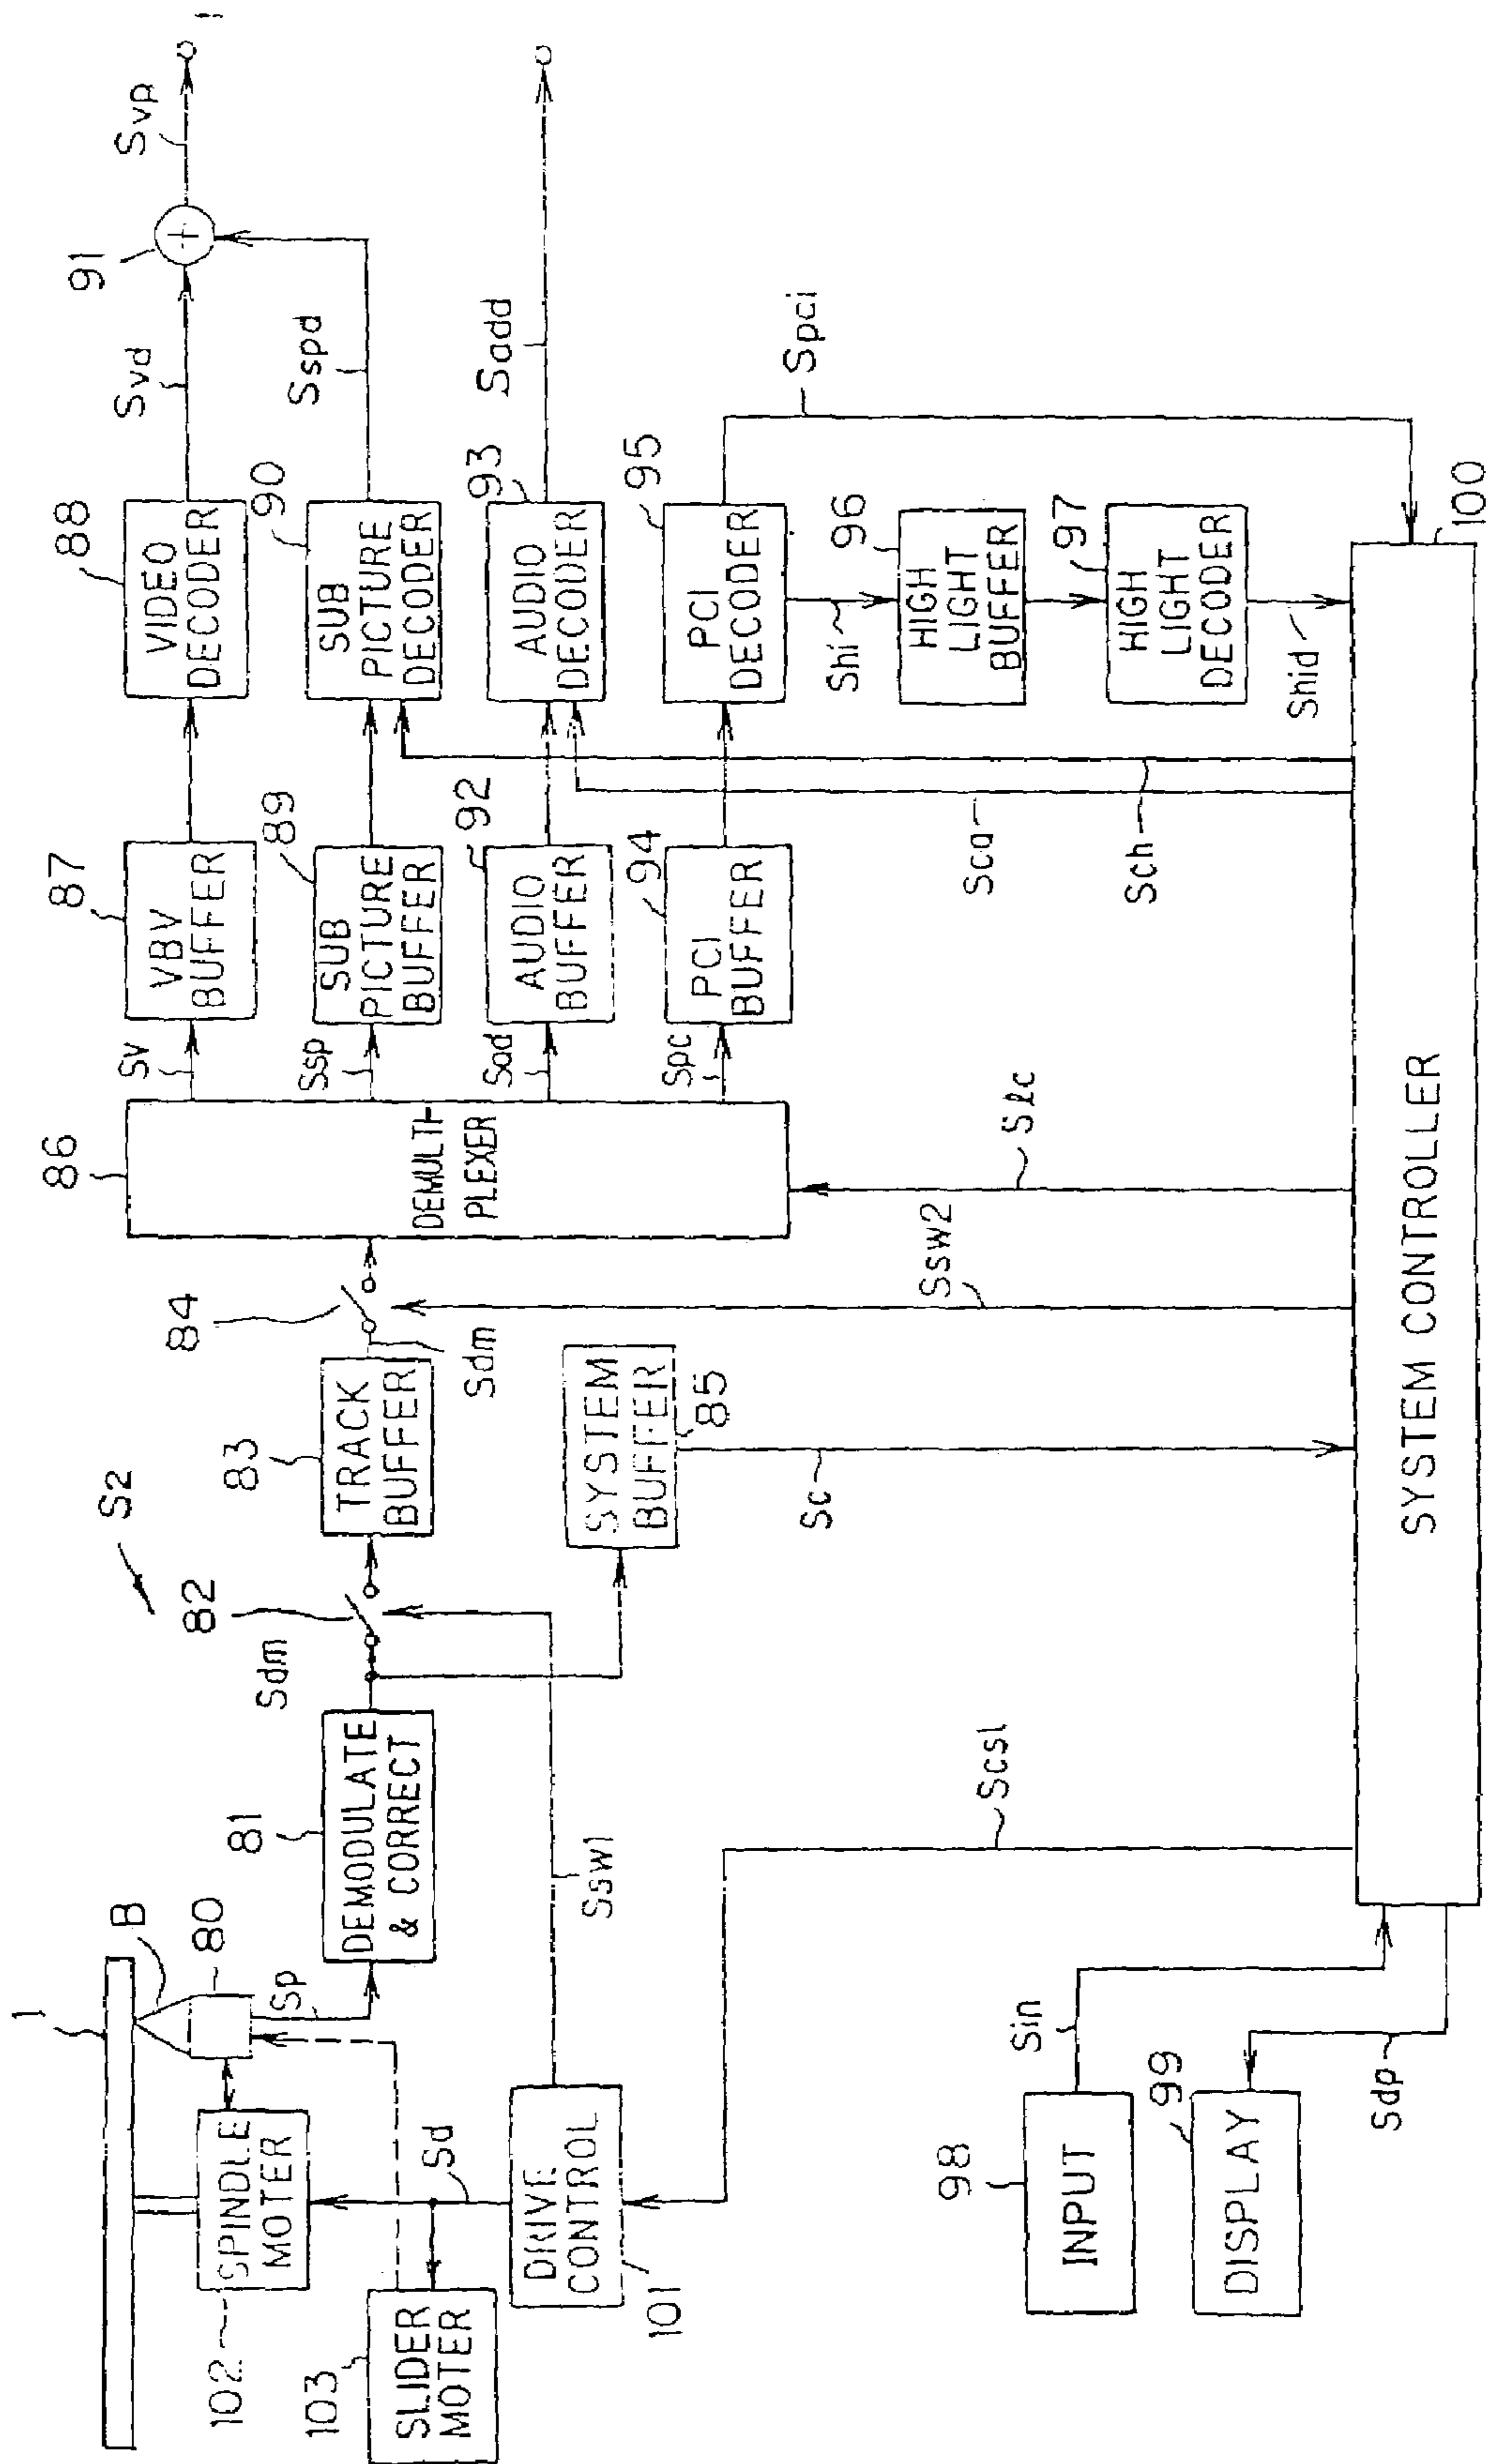 S2
1
B
80
Sp
SPINDLE
MOTER
102
SLIDER
MOTER
103
Sd
DRIVE
CONTROL
101
DEMODULATE
& CORRECT
81
Sdm
82
Ssw1
TRACK
BUFFER
83
Sdm
84
SYSTEM
BUFFER
85
Sc
Ssw2
DEMULTI-
PLEXER
86
Slc
Sv
VBV
BUFFER
87
VIDEO
DECODER
88
Svd
91
+
Svp
Ssp
SUB
PICTURE
BUFFER
89
SUB
PICTURE
DECODER
90
Sspd
Sad
AUDIO
BUFFER
92
AUDIO
DECODER
93
Sadd
Spc
PCI
BUFFER
94
PCI
DECODER
95
Spci
Shi
HIGH
LIGHT
BUFFER
96
HIGH
LIGHT
DECODER
97
Shid
Sca
Sch
Scsl
INPUT
98
Sin
DISPLAY
99
Sdp
SYSTEM CONTROLLER
100